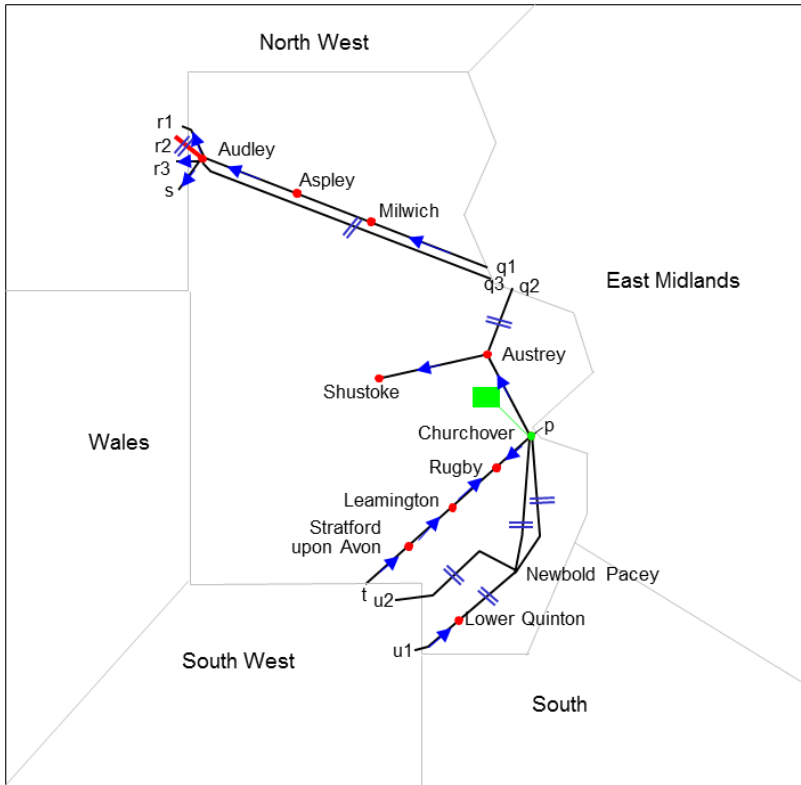 North West
r1
Audley
r2
r3
Aspley
s
Milwich
q1
q3 q2
East Midlands
Austrey
Shustoke
Churchover
p
Wales
Rugby
Leamington
Stratford
upon Avon
Newbold Pacey
t
u2
Lower Quinton
u1
South West
South